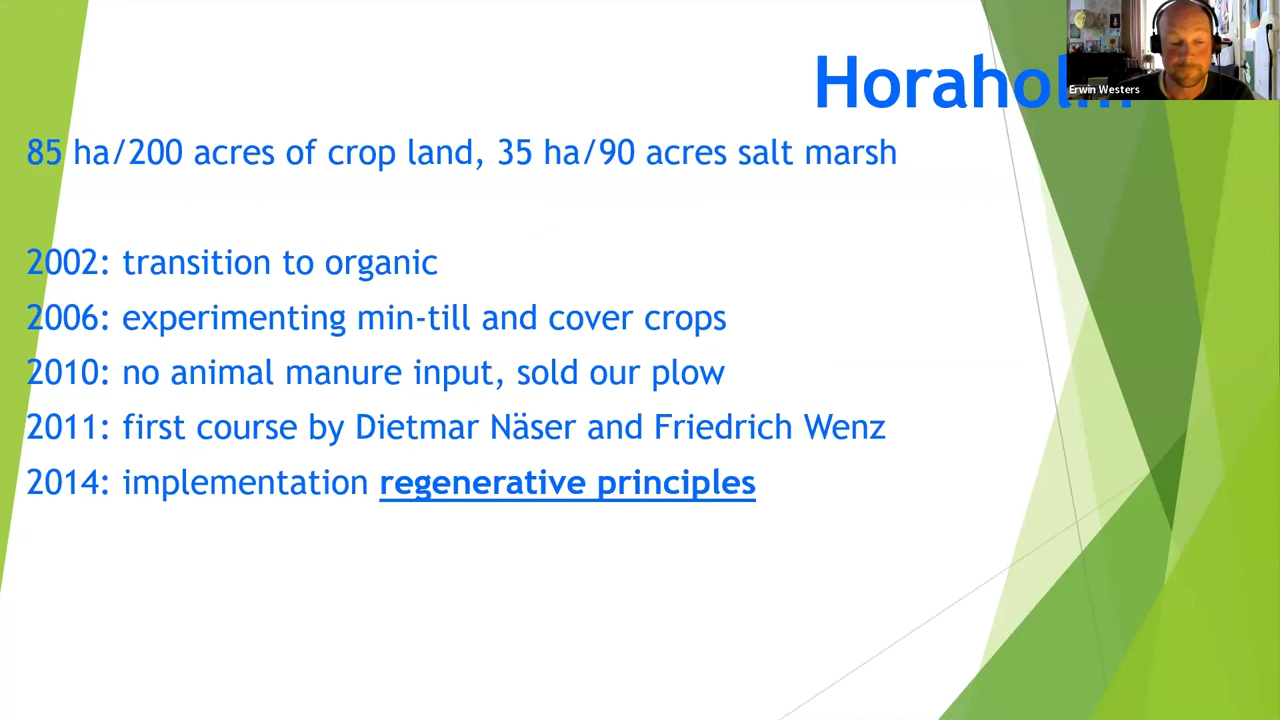 Horaholm
Erwin Westers
85 ha/200 acres of crop land, 35 ha/90 acres salt marsh
2002: transition to organic
2006: experimenting min-till and cover crops
2010: no animal manure input, sold our plow
2011: first course by Dietmar Näser and Friedrich Wenz
2014: implementation regenerative principles